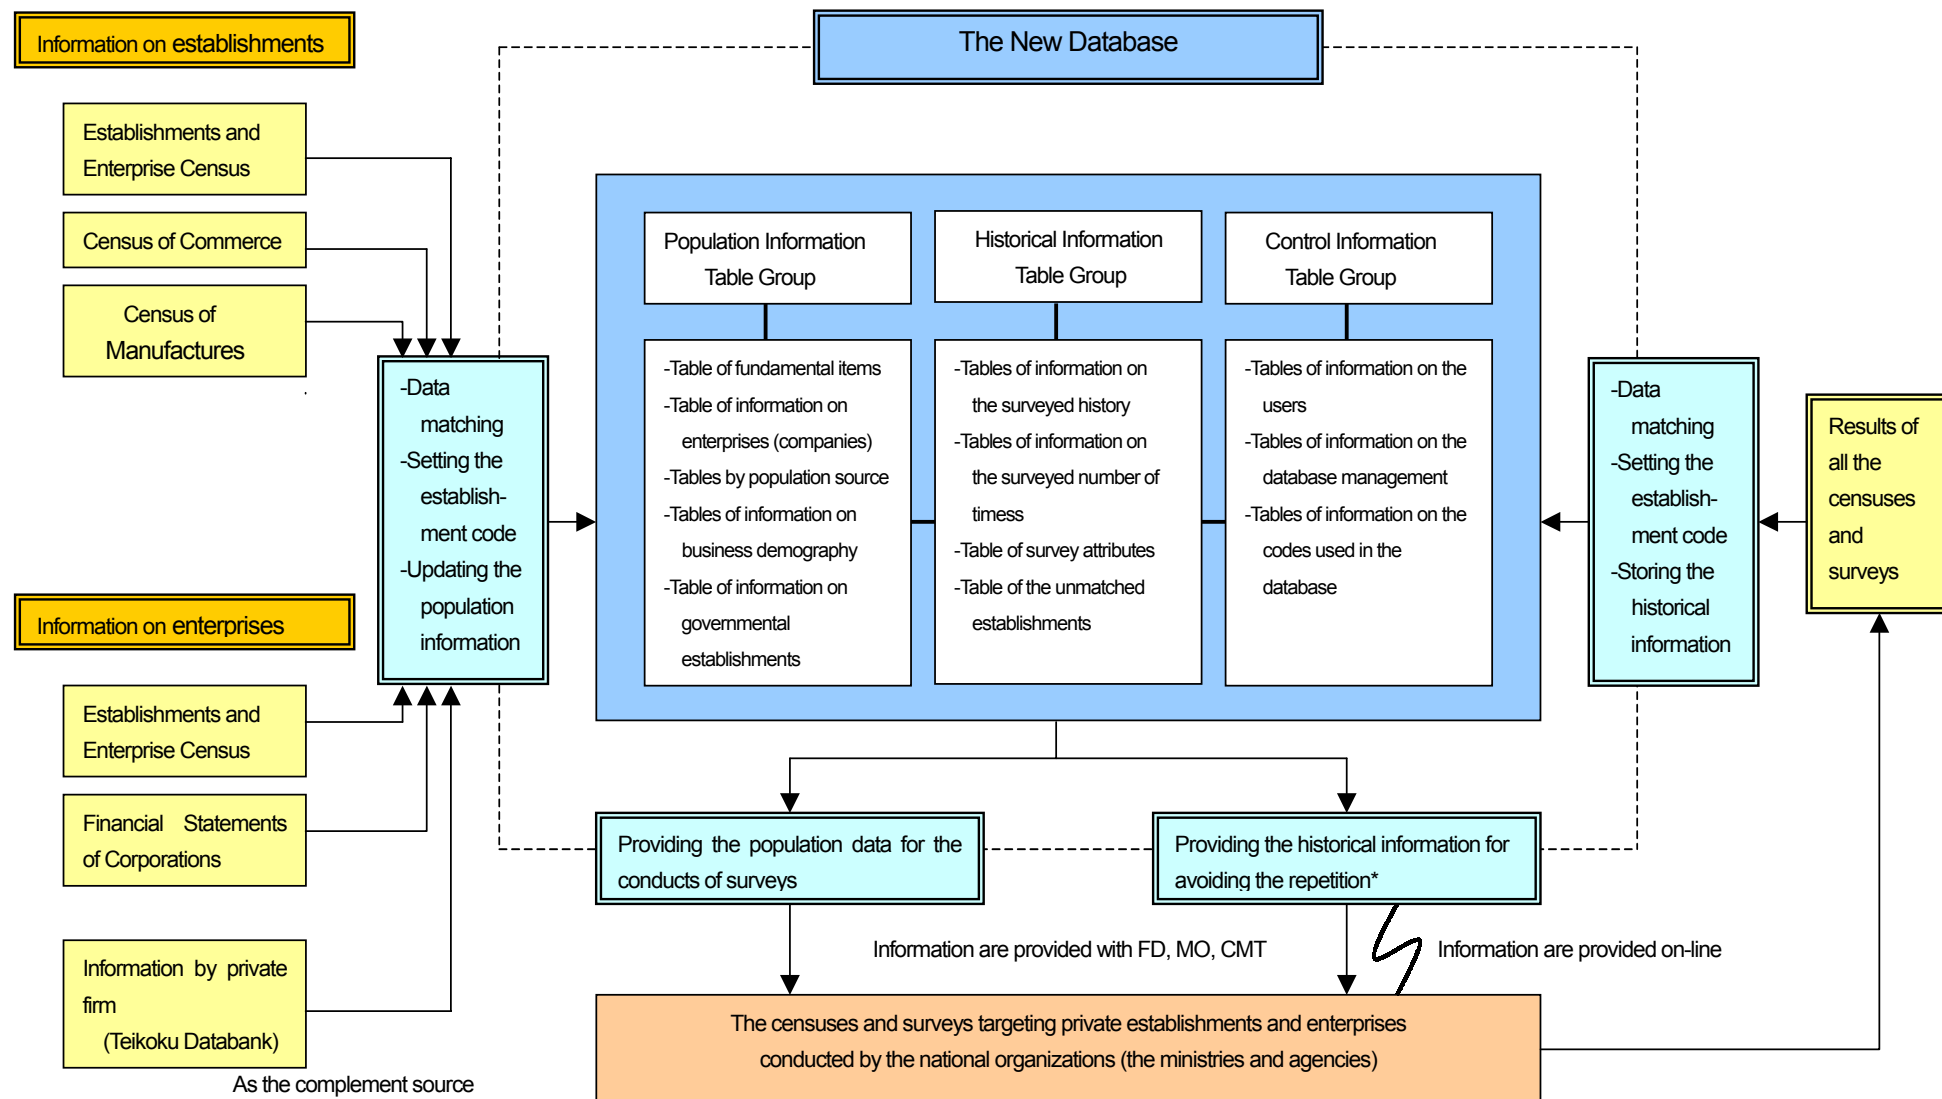 Information on establishments
The New Database
Establishments and
Enterprise Census
Census of Commerce
Census of
Manufactures
Information on enterprises
Establishments and
Enterprise Census
Financial Statements
of Corporations
Information by private
firm
(Teikoku Databank)
As the complement source
-Data
matching
-Setting the
establish-
ment code
-Updating the
population
information
Population Information
Table Group
-Table of fundamental items
-Table of information on
enterprises (companies)
-Tables by population source
-Tables of information on
business demography
-Table of information on
governmental
establishments
Historical Information
Table Group
-Tables of information on
the surveyed history
-Tables of information on
the surveyed number of
timess
-Table of survey attributes
-Table of the unmatched
establishments
Control Information
Table Group
-Tables of information on the
users
-Tables of information on the
database management
-Tables of information on the
codes used in the
database
-Data
matching
-Setting the
establish-
ment code
-Storing the
historical
information
Results of
all the
censuses
and
surveys
Providing the population data for the
conducts of surveys
Providing the historical information for
avoiding the repetition*
Information are provided with FD, MO, CMT
Information are provided on-line
The censuses and surveys targeting private establishments and enterprises
conducted by the national organizations (the ministries and agencies)